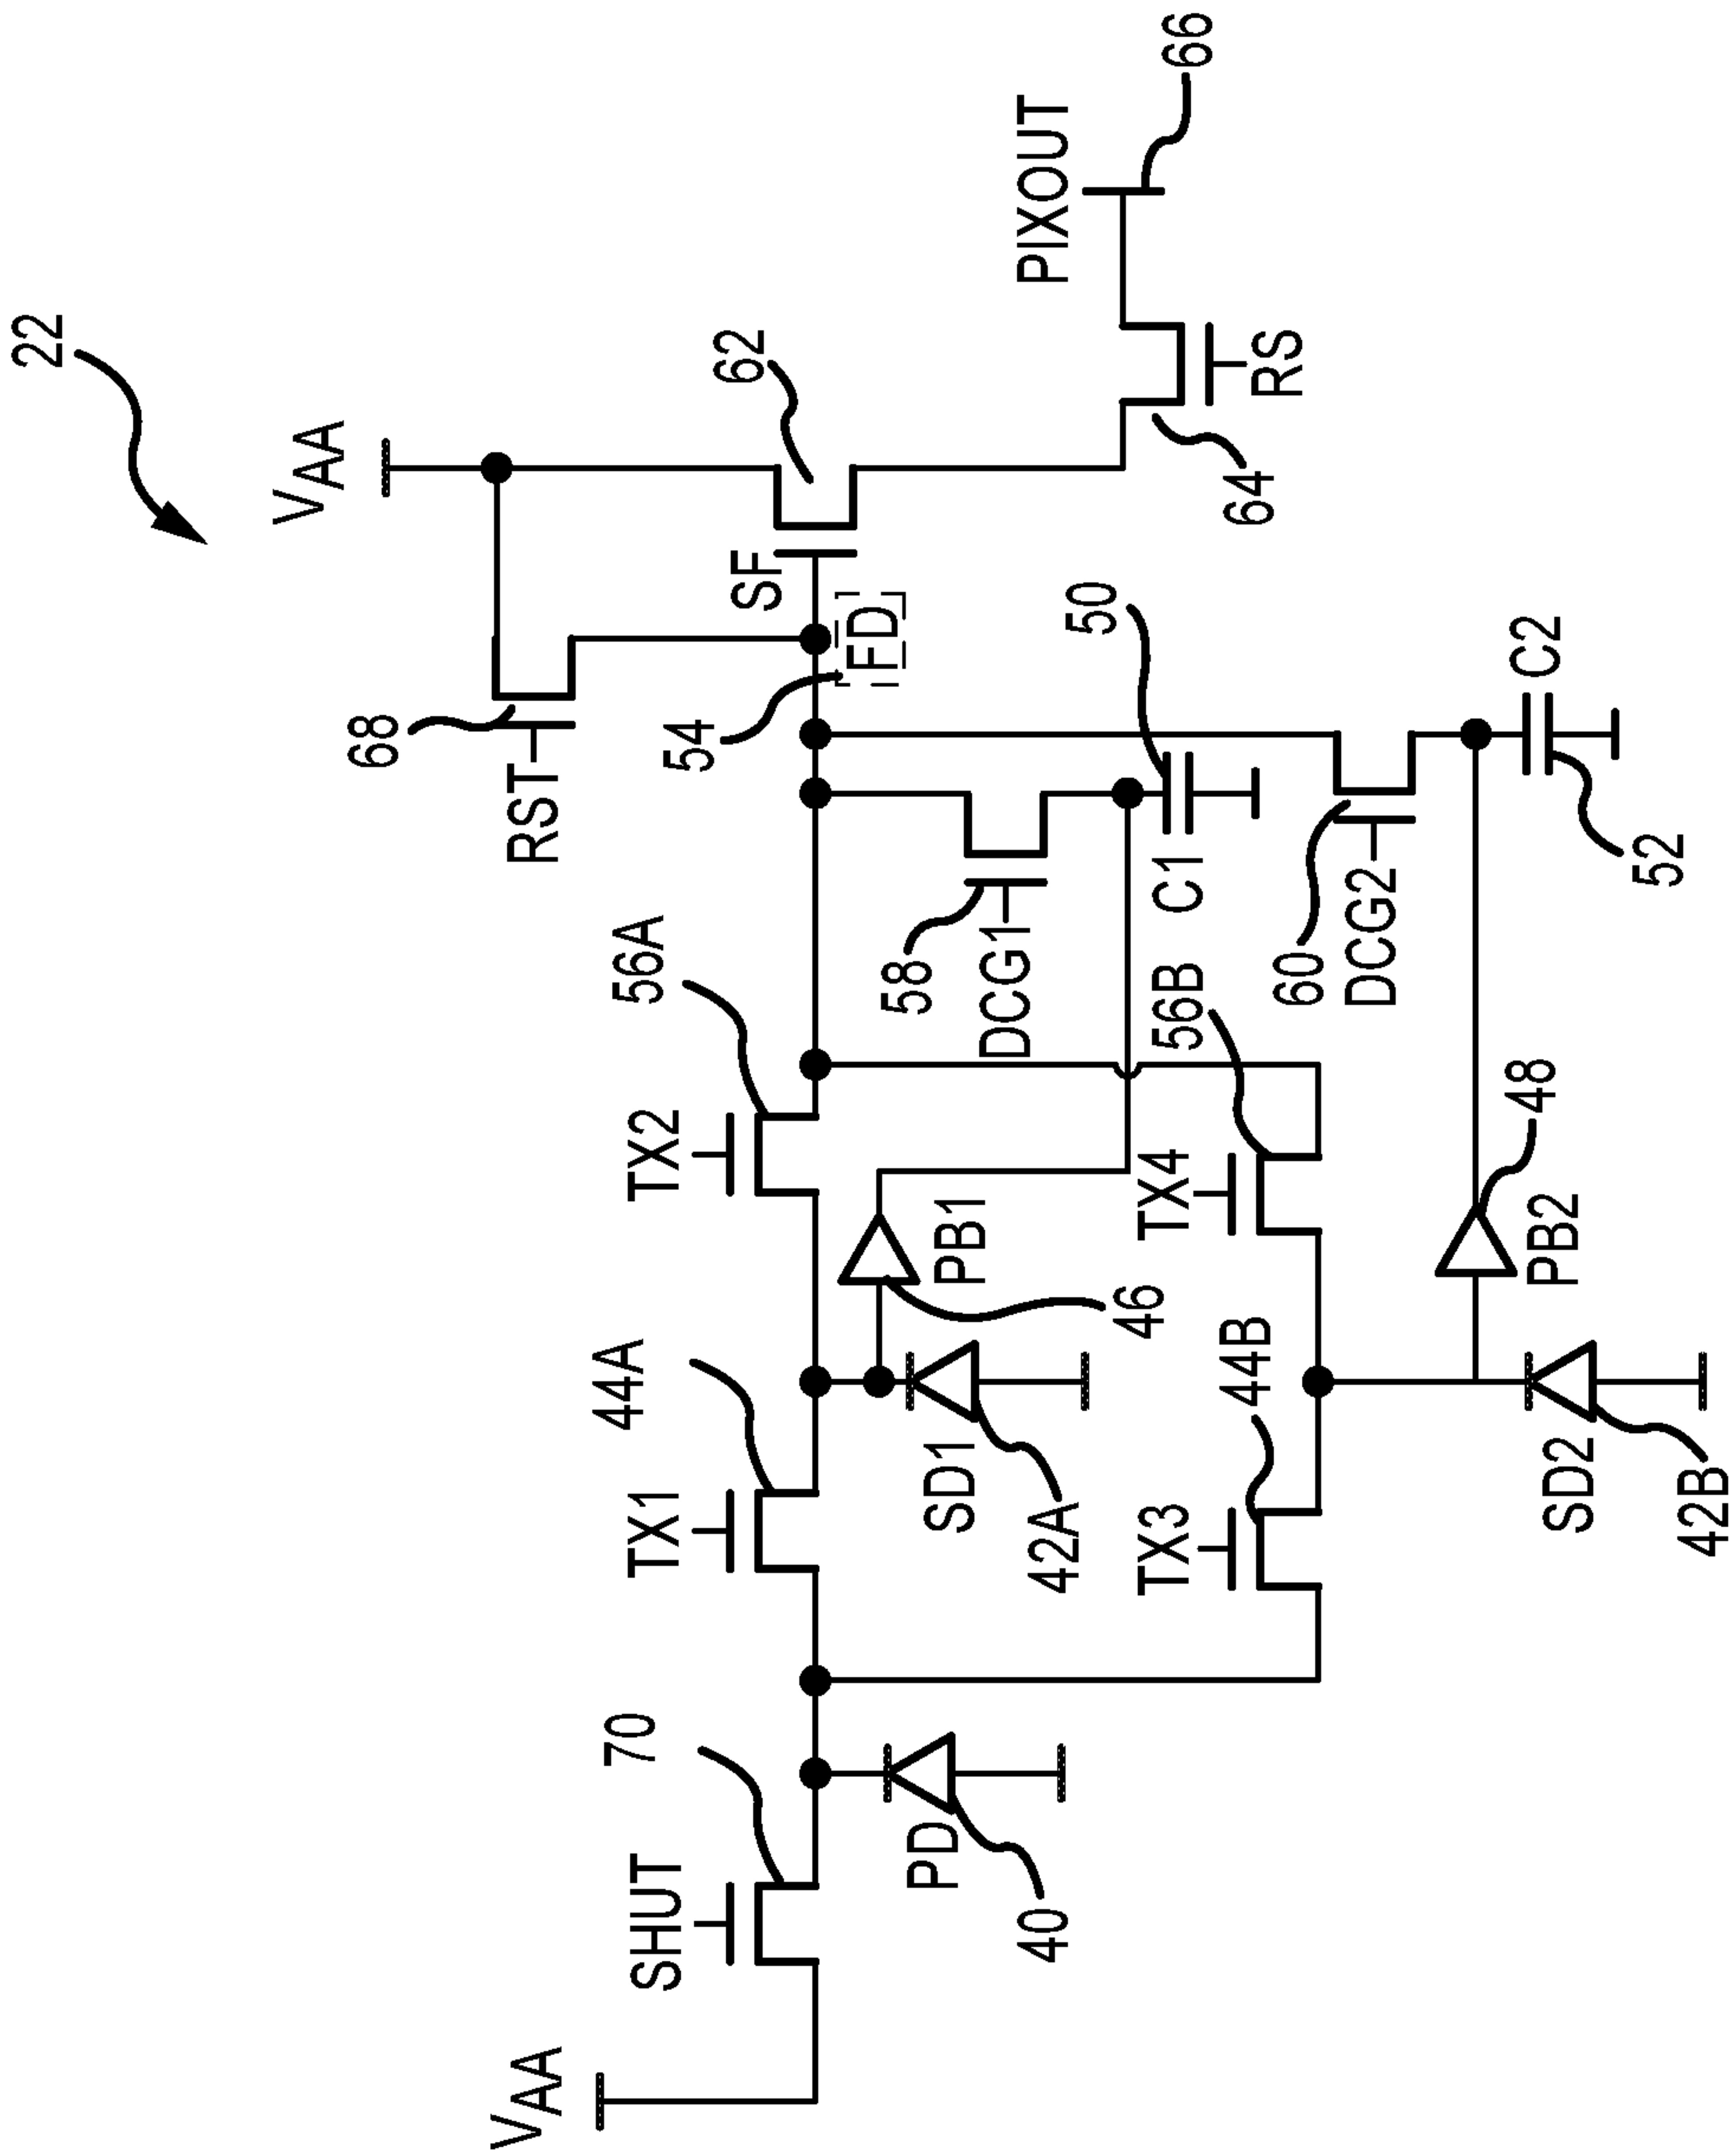 22
VAA
62
SF
68
RST
54
FD
PIXOUT
66
RS
64
50
C1
58
DCG1
C2
52
60
DCG2
56A
TX2
56B
TX4
PB1
46
48
PB2
44A
TX1
SD1
42A
44B
TX3
SD2
42B
70
SHUT
PD
40
VAA